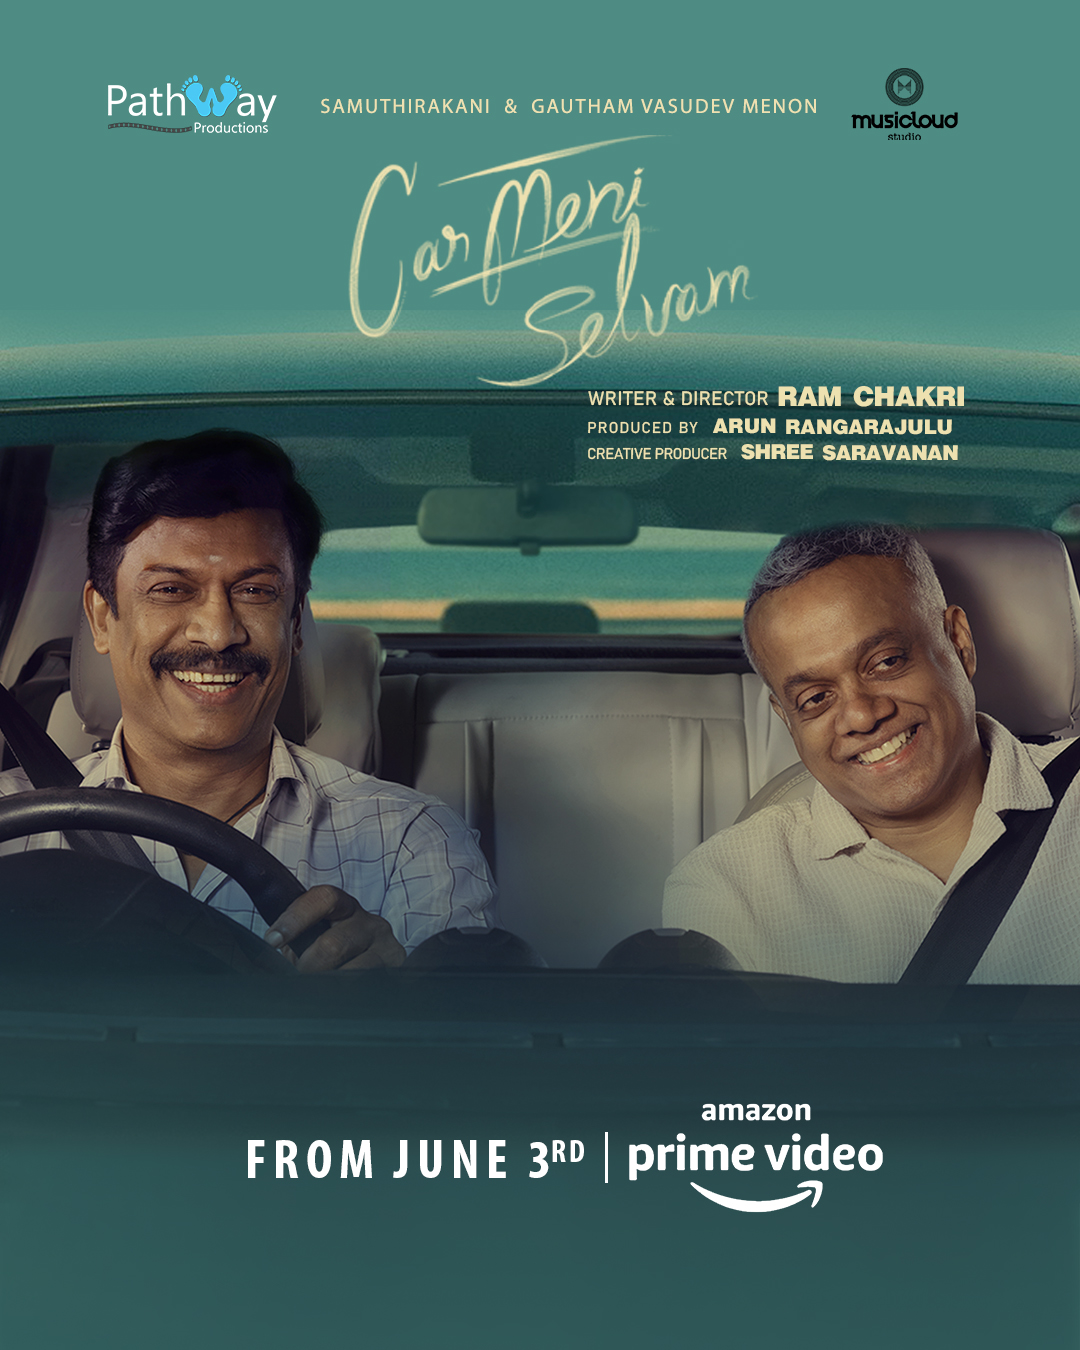 PathWay
Productions
SAMUTHIRAKANI & GAUTHAM VASUDEV MENON
musicloud
studio
Car Meni
Selvam
WRITER & DIRECTOR RAM CHAKRI
PRODUCED BY ARUN RANGARAJULU
CREATIVE PRODUCER SHREE SARAVANAN
FROM JUNE 3RD
amazon
prime video